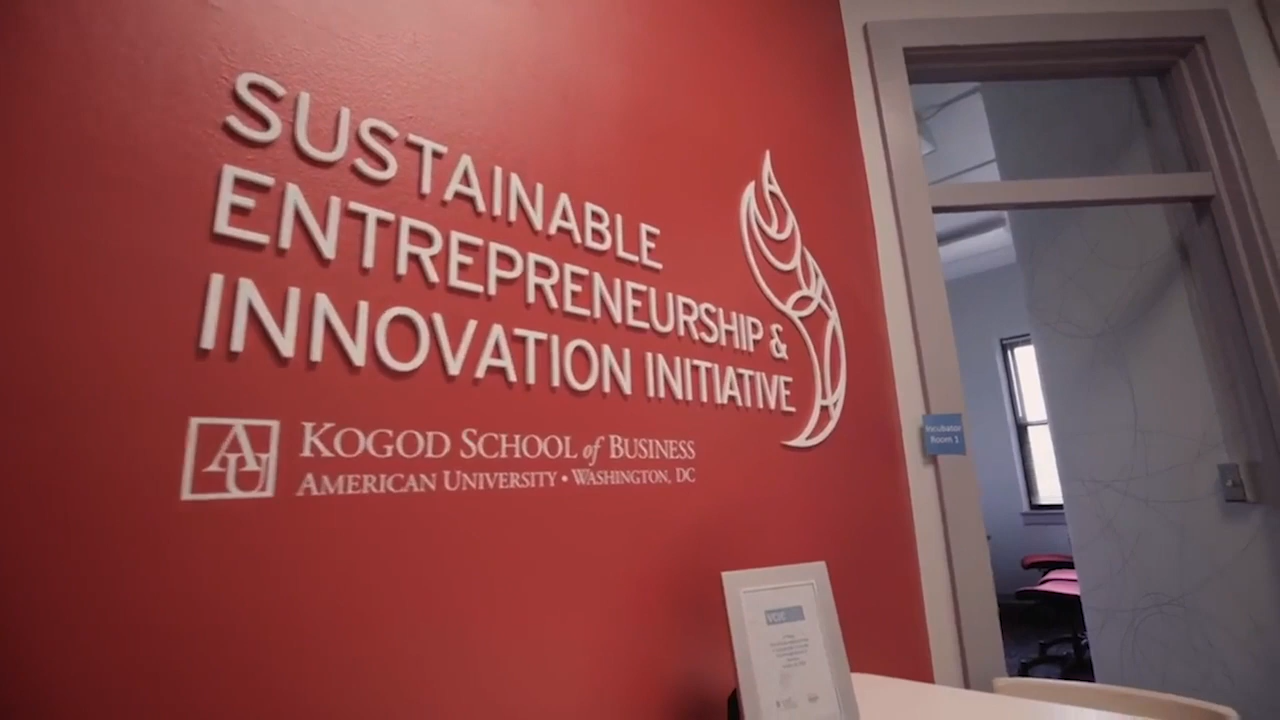 SUSTAINABLE
ENTREPRENEURSHIP &
INNOVATION INITIATIVE
AU
KOGOD SCHOOL of BUSINESS
AMERICAN UNIVERSITY • WASHINGTON, DC
Incubator
Room 1